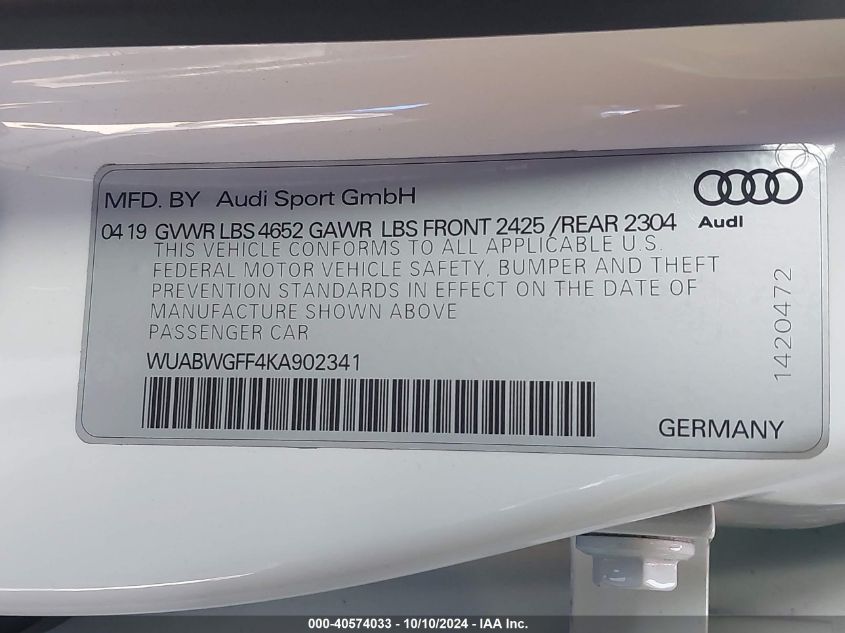 MFD. BY Audi Sport GmbH
Audi
04 19 GVWR LBS 4652 GAWR LBS FRONT 2425 /REAR 2304
THIS VEHICLE CONFORMS TO ALL APPLICABLE U.S.
FEDERAL MOTOR VEHICLE SAFETY, BUMPER AND THEFT
PREVENTION STANDARDS IN EFFECT ON THE DATE OF
MANUFACTURE SHOWN ABOVE
PASSENGER CAR
WUABWGFF4KA902341
1420472
GERMANY
000-40574033 - 10/10/2024 - IAA Inc.